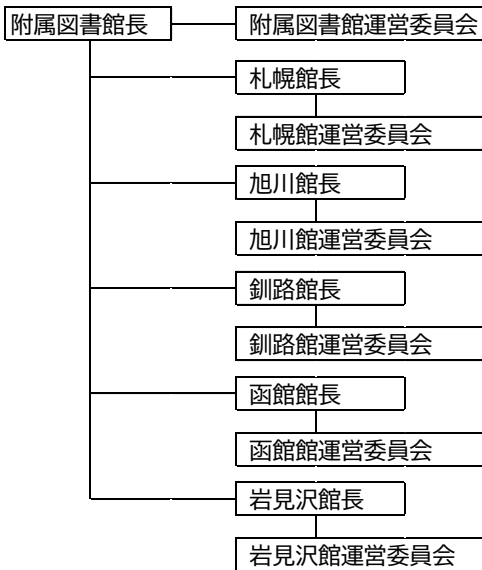 附属図書館長
附属図書館運営委員会
札幌館長
札幌館運営委員会
旭川館長
旭川館運営委員会
釧路館長
釧路館運営委員会
函館館長
函館館運営委員会
岩見沢館長
岩見沢館運営委員会